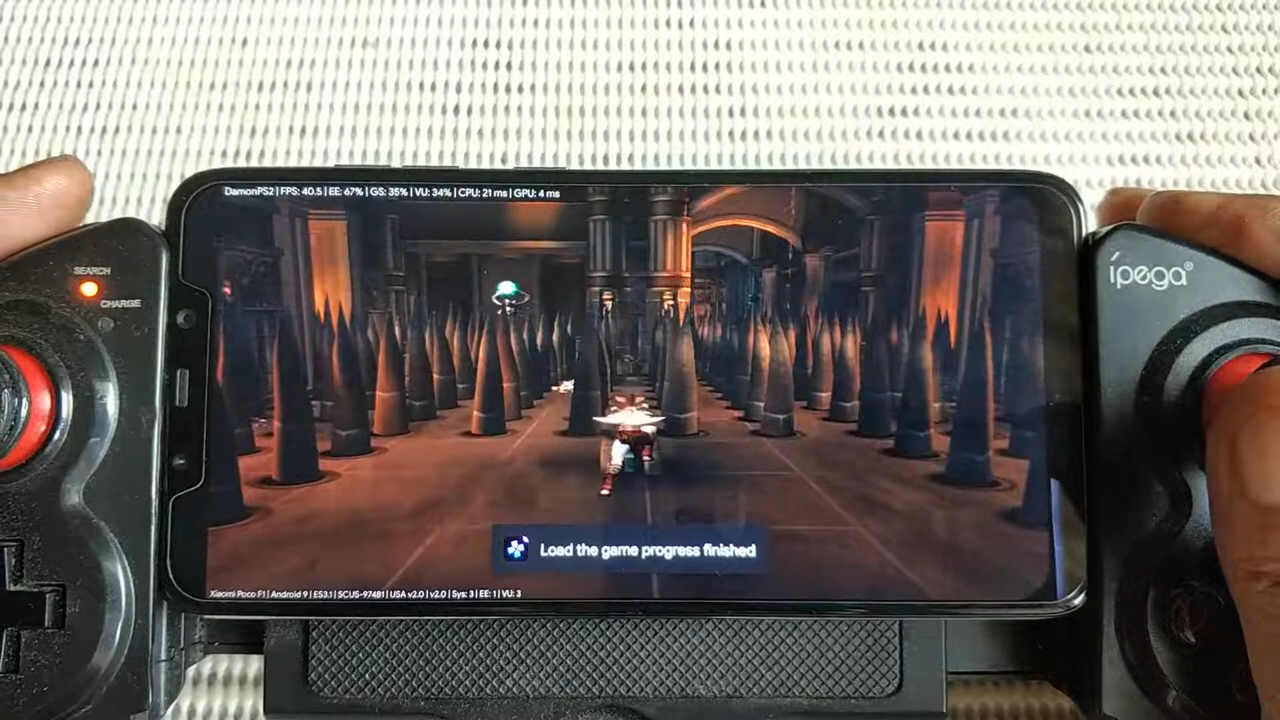 DamonPS2 | FPS: 40.5 | EE: 67% | GS: 35% | VU: 34% | CPU: 21 ms | GPU: 4 ms
SEARCH
CHARGE
ípega®
Load the game progress finished
Xiaomi Poco F1 | Android 9 | ES3.1 | SCUS-97481 | USA v2.0 | v2.0 | Sys: 3 | EE: 1 | VU: 3